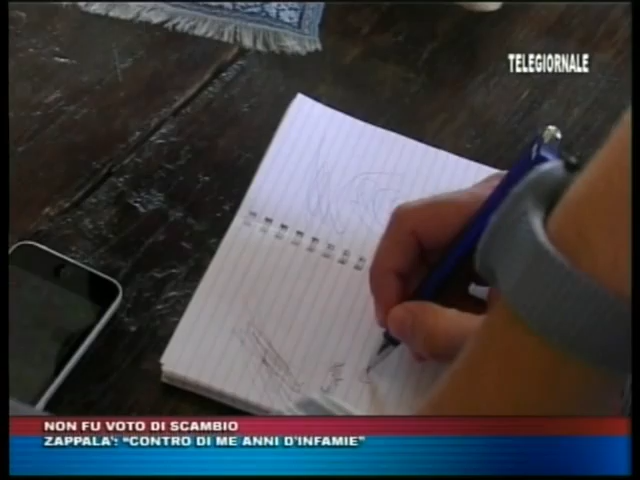 TELEGIORNALE
NON FU VOTO DI SCAMBIO
ZAPPALA': "CONTRO DI ME ANNI D'INFAMIE"